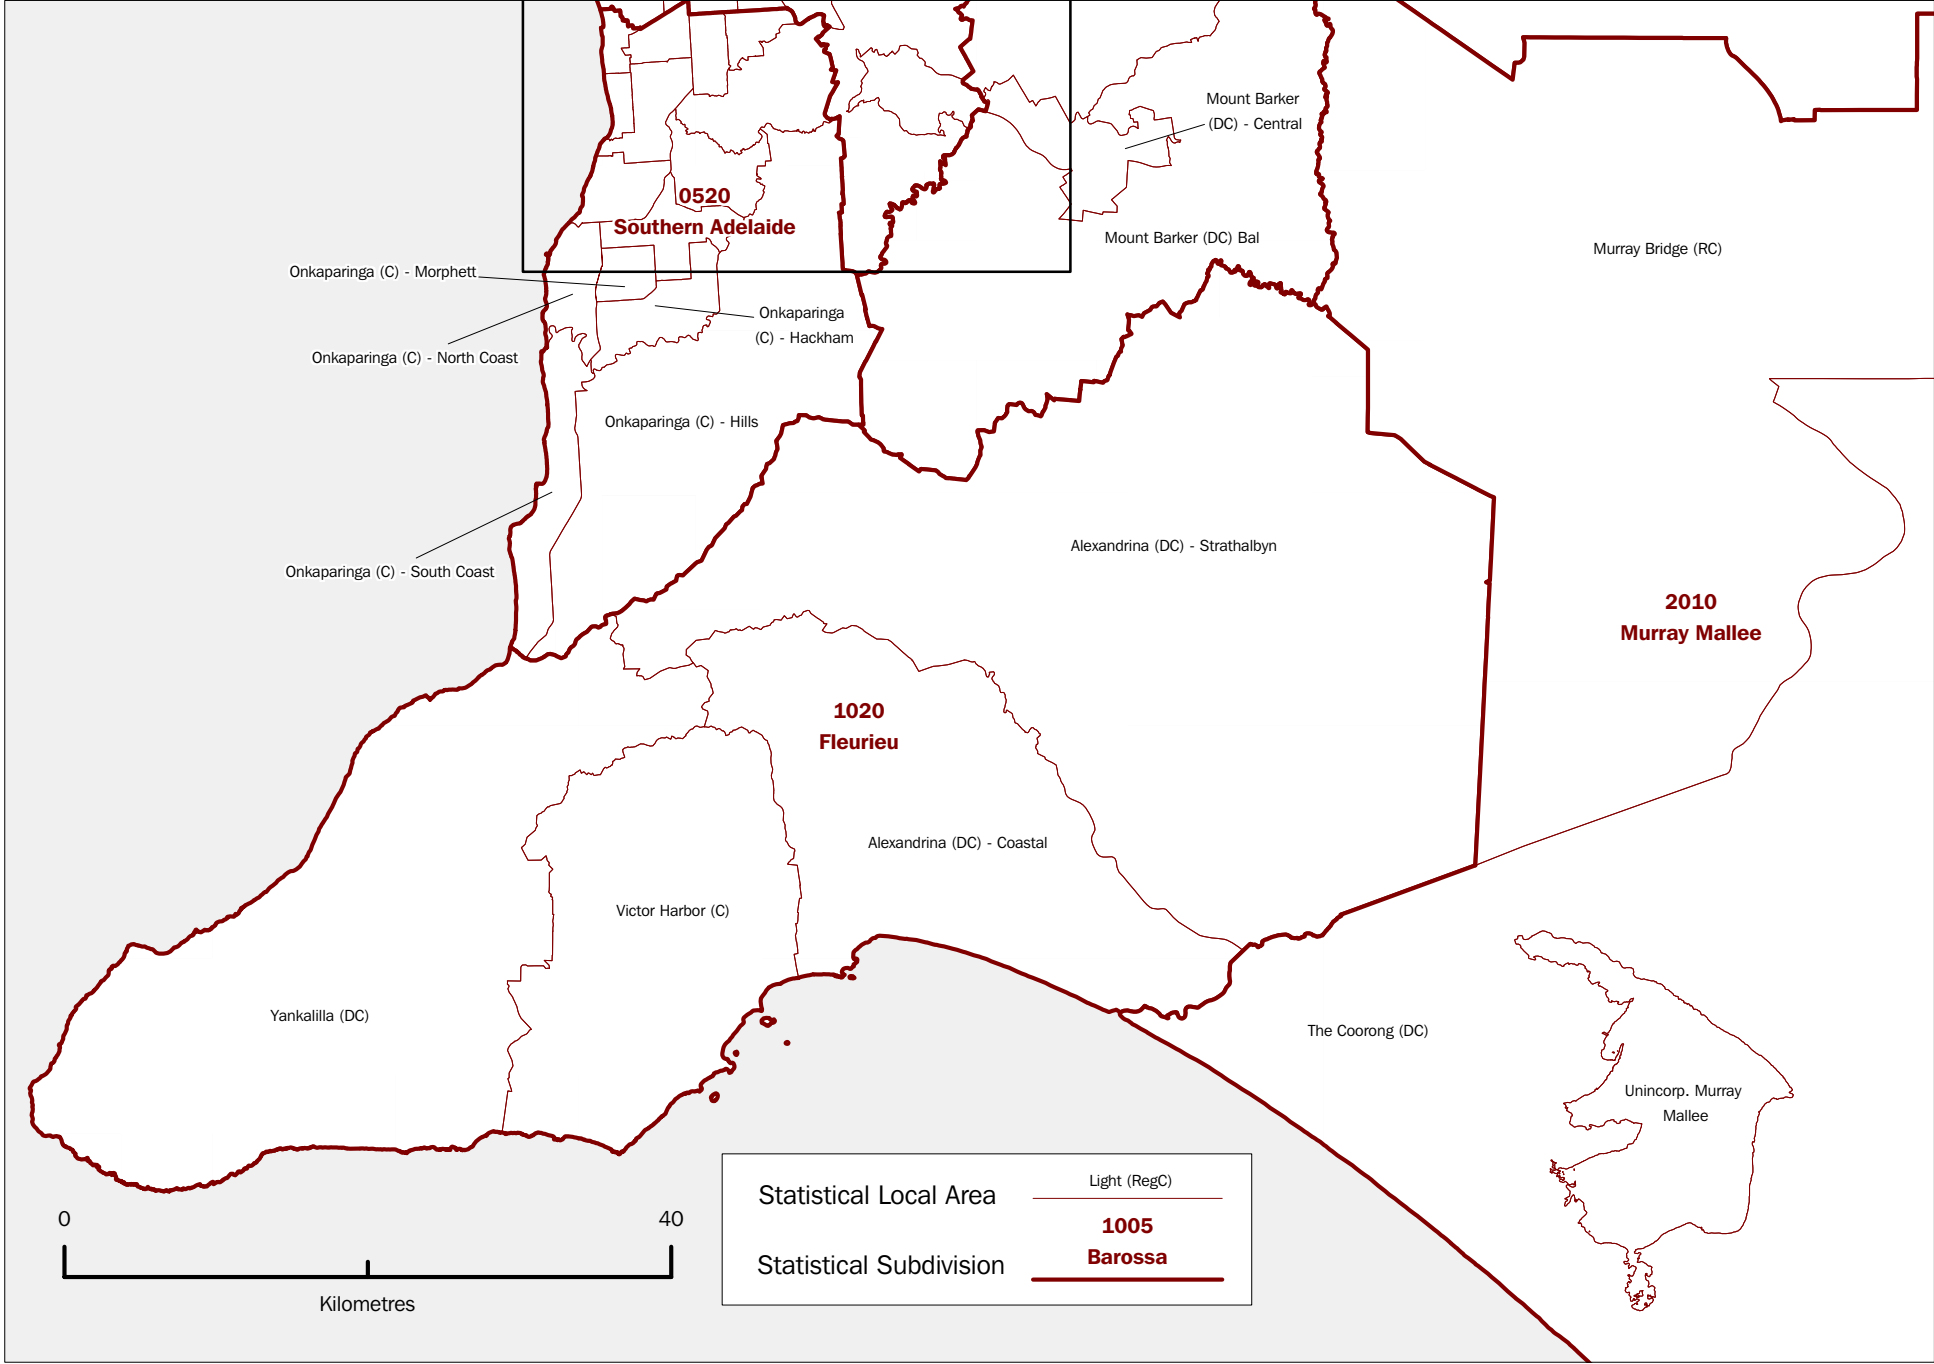 Mount Barker
(DC) - Central
0520
Southern Adelaide
Mount Barker (DC) Bal
Murray Bridge (RC)
Onkaparinga (C) - Morphett
Onkaparinga
(C) - Hackham
Onkaparinga (C) - North Coast
Onkaparinga (C) - Hills
Alexandrina (DC) - Strathalbyn
Onkaparinga (C) - South Coast
2010
Murray Mallee
1020
Fleurieu
Alexandrina (DC) - Coastal
Victor Harbor (C)
Yankalilla (DC)
The Coorong (DC)
Unincorp. Murray
Mallee
0 40
Kilometres
Statistical Local Area
Light (RegC)
1005
Barossa
Statistical Subdivision